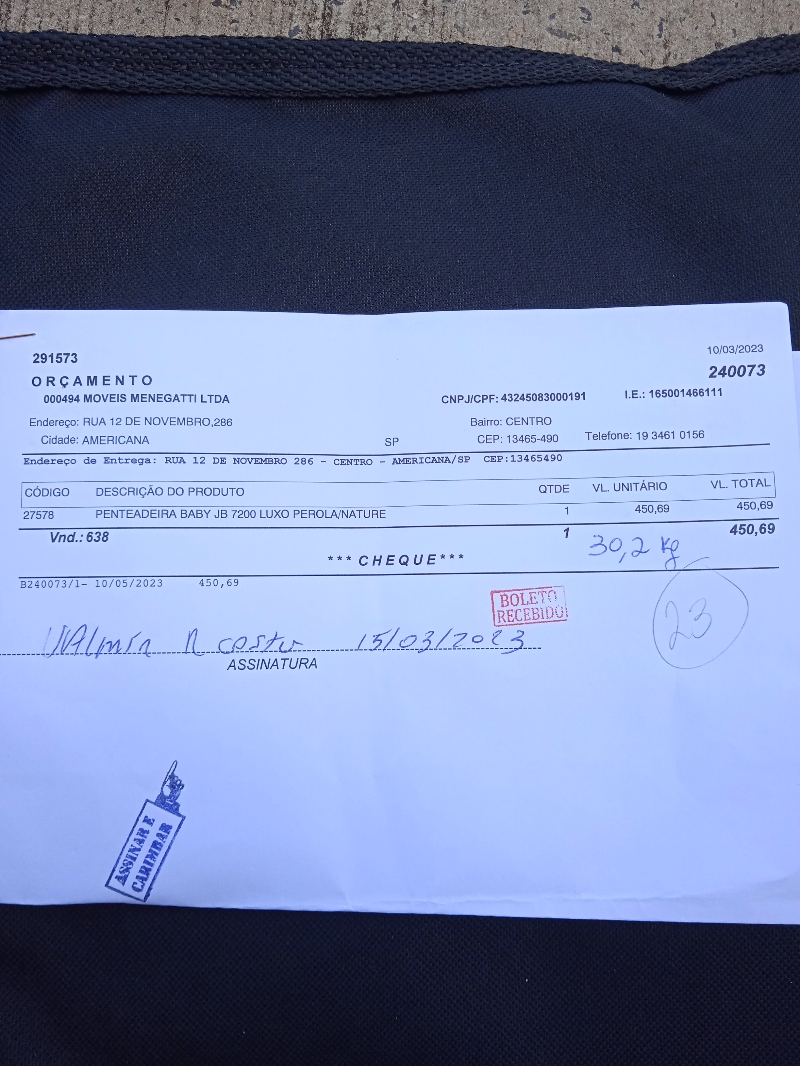 10/03/2023
291573
240073
ORÇAMENTO
000494 MOVEIS MENEGATTI LTDA CNPJ/CPF: 43245083000191 I.E.: 165001466111
Endereço: RUA 12 DE NOVEMBRO,286 Bairro: CENTRO
Cidade: AMERICANA SP CEP: 13465-490 Telefone: 19 3461 0156
Endereço de Entrega: RUA 12 DE NOVEMBRO 286 - CENTRO - AMERICANA/SP CEP:13465490
CÓDIGO DESCRIÇÃO DO PRODUTO QTDE VL. UNITÁRIO VL. TOTAL
27578 PENTEADEIRA BABY JB 7200 LUXO PEROLA/NATURE 1 450,69 450,69
Vnd.: 638 1 450,69
30,2 kg
*** CHEQUE***
B240073/1- 10/05/2023 450,69
BOLETO
RECEBIDO
23
Valmir R costa 15/03/2023
ASSINATURA
ASSINAR E
CARIMBAR